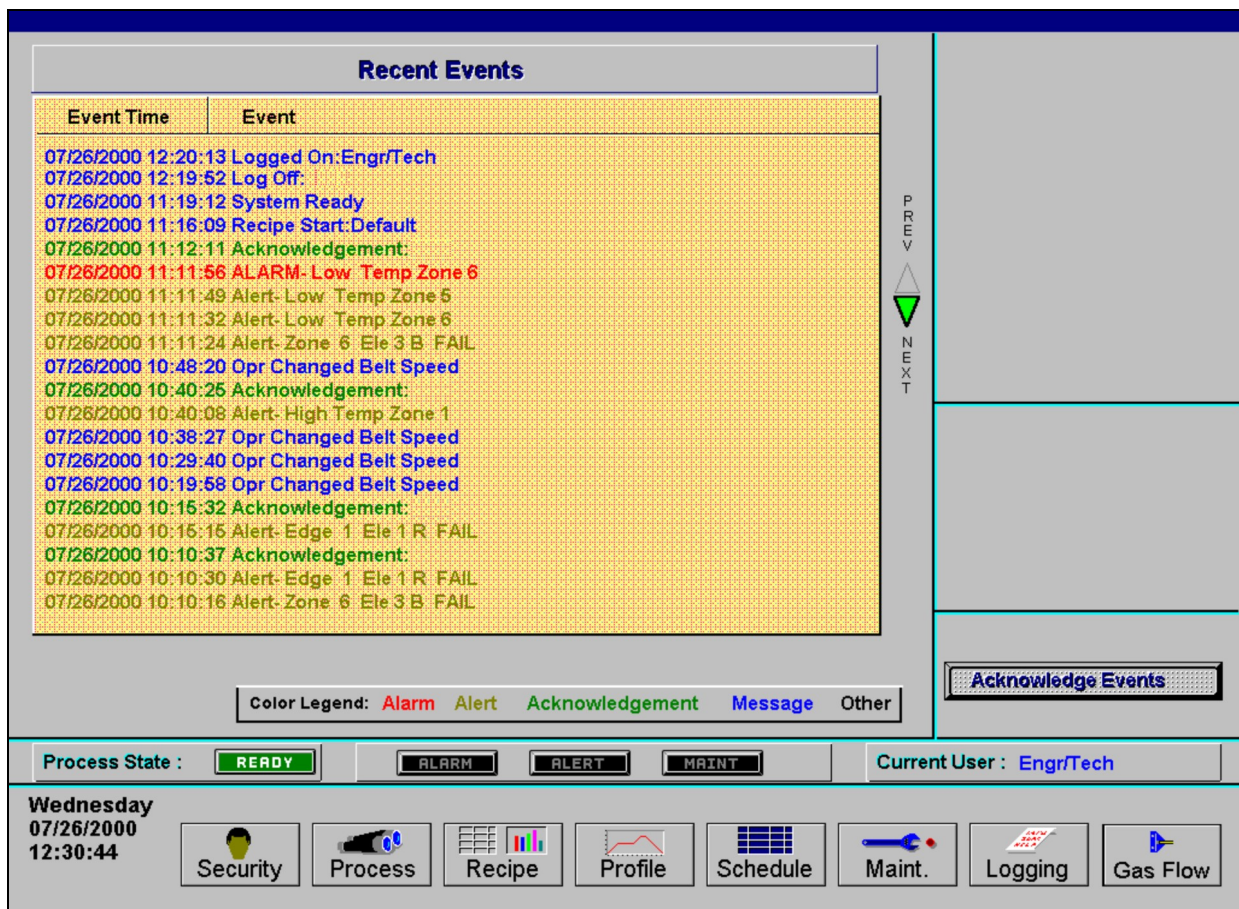 Recent Events
Event Time Event
07/26/2000 12:20:13 Logged On:Engr/Tech
07/26/2000 12:19:52 Log Off:
07/26/2000 11:19:12 System Ready
07/26/2000 11:16:09 Recipe Start:Default
07/26/2000 11:12:11 Acknowledgement:
07/26/2000 11:11:56 ALARM- Low Temp Zone 6
07/26/2000 11:11:49 Alert- Low Temp Zone 5
07/26/2000 11:11:32 Alert- Low Temp Zone 6
07/26/2000 11:11:24 Alert- Zone 6 Ele 3 B FAIL
07/26/2000 10:48:20 Opr Changed Belt Speed
07/26/2000 10:40:25 Acknowledgement:
07/26/2000 10:40:08 Alert- High Temp Zone 1
07/26/2000 10:38:27 Opr Changed Belt Speed
07/26/2000 10:29:40 Opr Changed Belt Speed
07/26/2000 10:19:58 Opr Changed Belt Speed
07/26/2000 10:15:32 Acknowledgement:
07/26/2000 10:15:15 Alert- Edge 1 Ele 1 R FAIL
07/26/2000 10:10:37 Acknowledgement:
07/26/2000 10:10:30 Alert- Edge 1 Ele 1 R FAIL
07/26/2000 10:10:16 Alert- Zone 6 Ele 3 B FAIL
PREV
NEXT
Color Legend: Alarm Alert Acknowledgement Message Other
Acknowledge Events
Process State : READY ALARM ALERT MAINT Current User : Engr/Tech
Wednesday
07/26/2000
12:30:44
Security Process Recipe Profile Schedule Maint. Logging Gas Flow